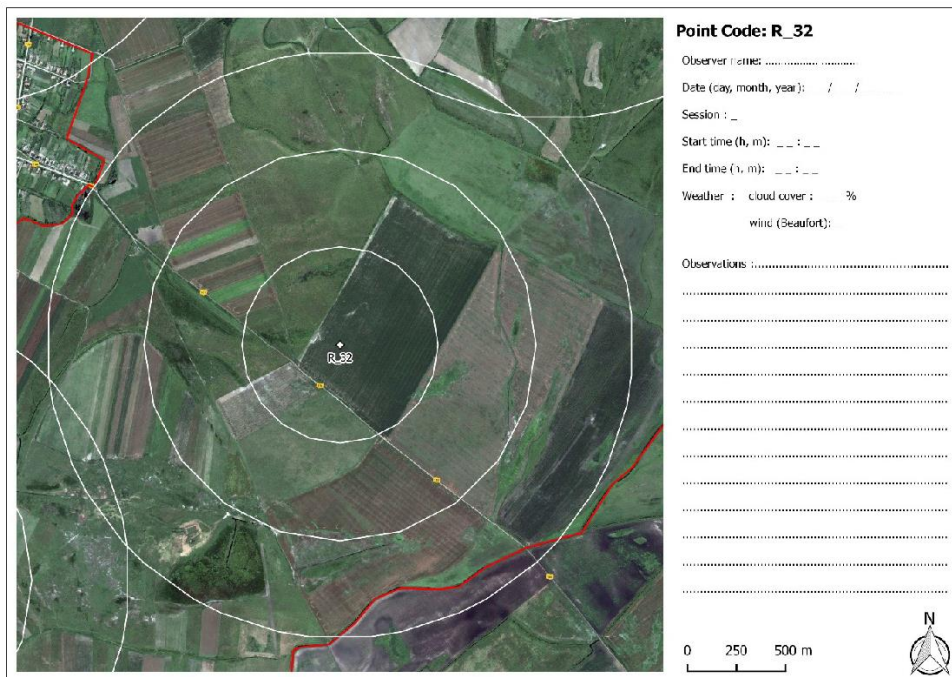 Point Code: R_32
Observer name: ..............................
Date (day, month, year): / /
Session : _
Start time (h, m): _ _ : _ _
End time (h, m): _ _ : _ _
Weather : cloud cover : %
wind (Beaufort):
Observations :......................................................
R_32
N
0 250 500 m